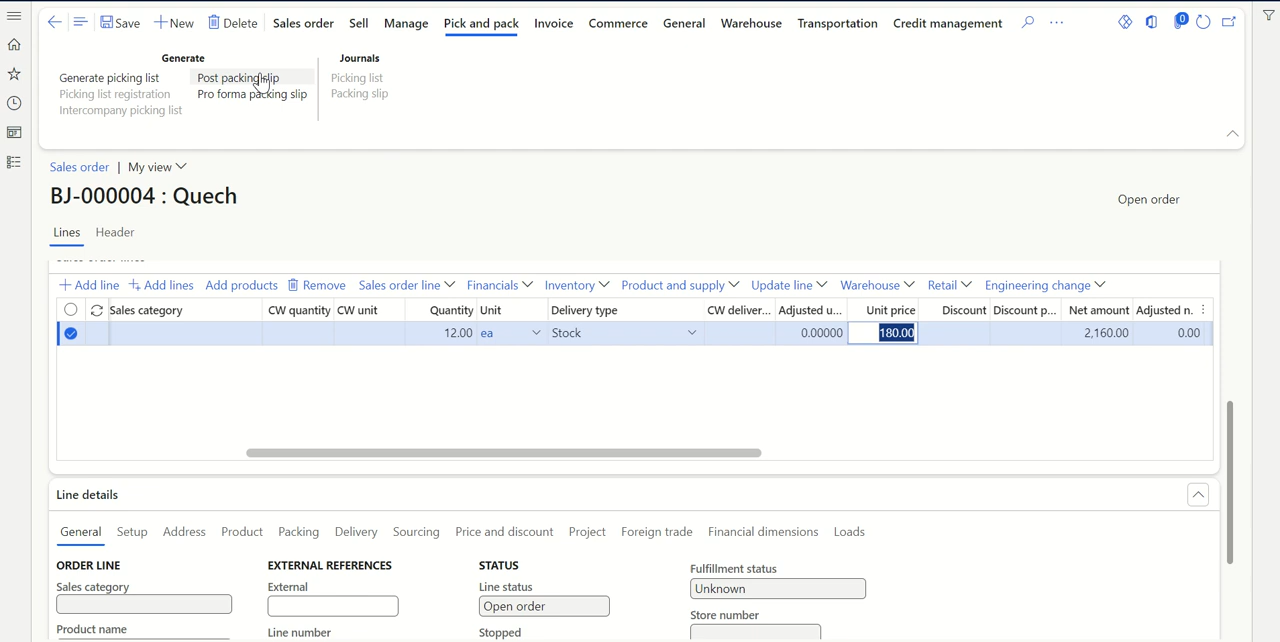 Save New Delete Sales order Sell Manage Pick and pack Invoice Commerce General Warehouse Transportation Credit management ... 0
Generate Journals
Generate picking list Post packing slip Picking list
Picking list registration Pro forma packing slip Packing slip
Intercompany picking list
Sales order | My view
BJ-000004 : Quech
Open order
Lines Header
+ Add line Add lines Add products Remove Sales order line Financials Inventory Product and supply Update line Warehouse Retail Engineering change
Sales category CW quantity CW unit Quantity Unit Delivery type CW deliver... Adjusted u... Unit price Discount Discount p... Net amount Adjusted n.
12.00 ea Stock 0.00000 180.00 2,160.00 0.00
Line details
General Setup Address Product Packing Delivery Sourcing Price and discount Project Foreign trade Financial dimensions Loads
ORDER LINE EXTERNAL REFERENCES STATUS Fulfillment status
Sales category External Line status Unknown
Open order Store number
Product name Line number Stopped